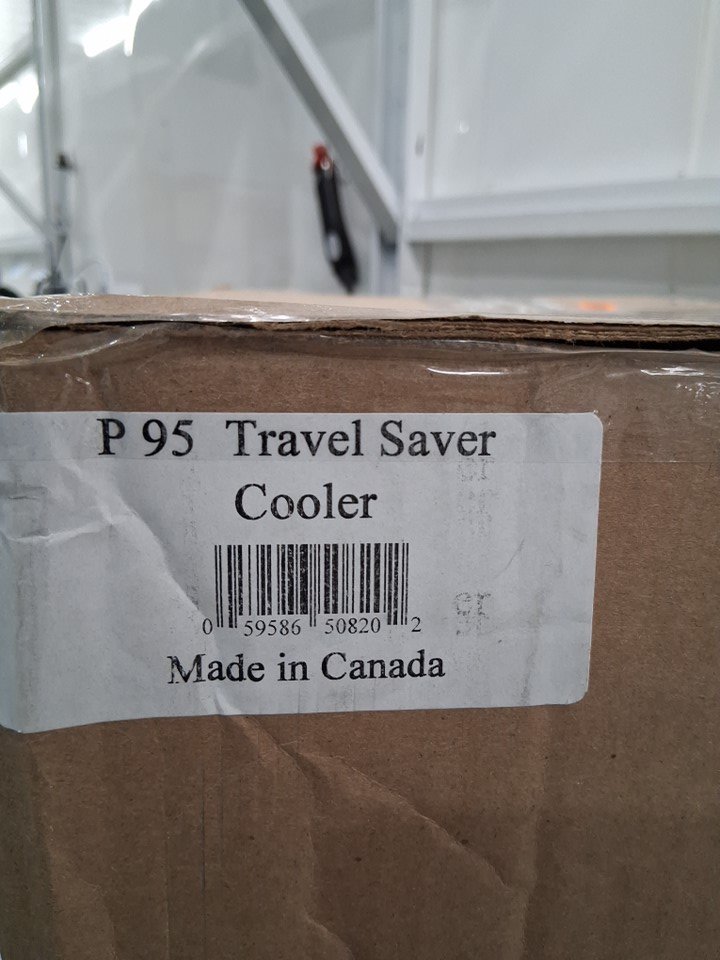 P 95 Travel Saver
Cooler
0 59586 50820 2
Made in Canada